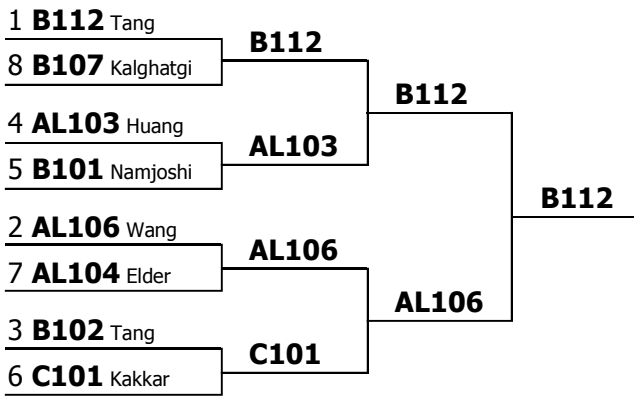 1 B112 Tang
8 B107 Kalghatgi
4 AL103 Huang
5 B101 Namjoshi
2 AL106 Wang
7 AL104 Elder
3 B102 Tang
6 C101 Kakkar
B112
AL103
AL106
C101
B112
AL106
B112